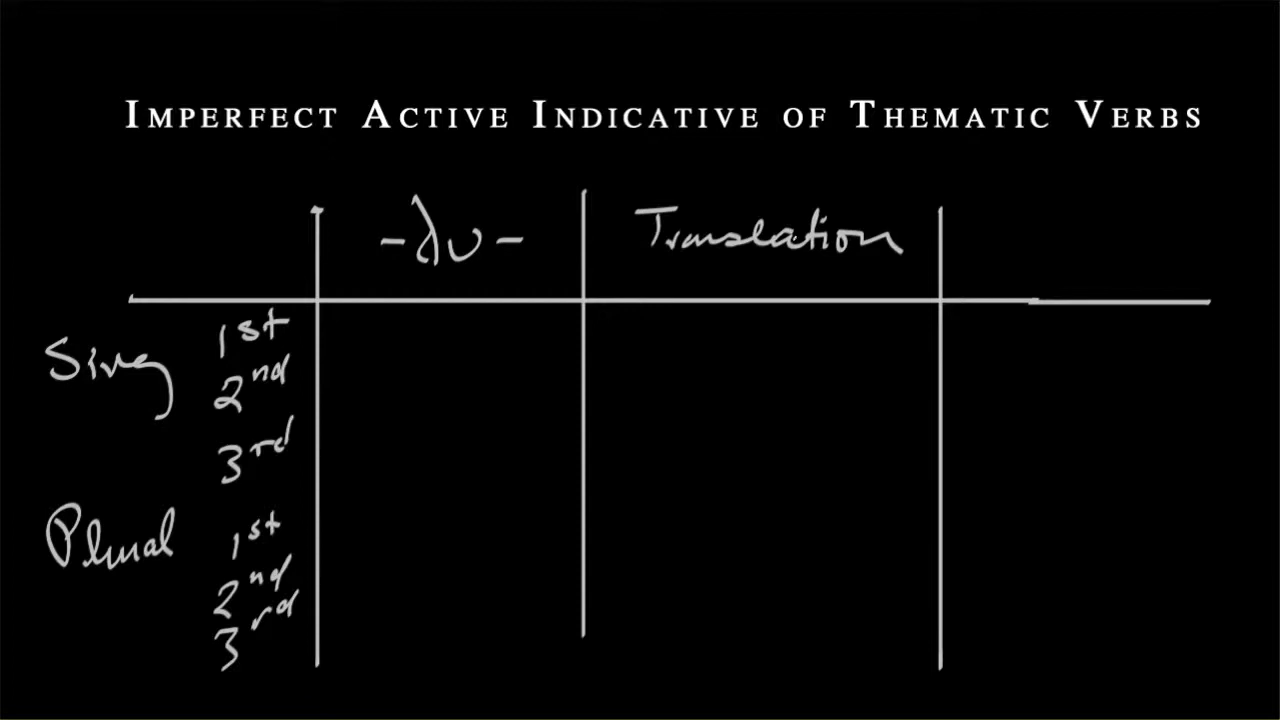 IMPERFECT ACTIVE INDICATIVE OF THEMATIC VERBS
-λυ- Translation
Sing 1st
2nd
3rd
Plural 1st
2nd
3rd